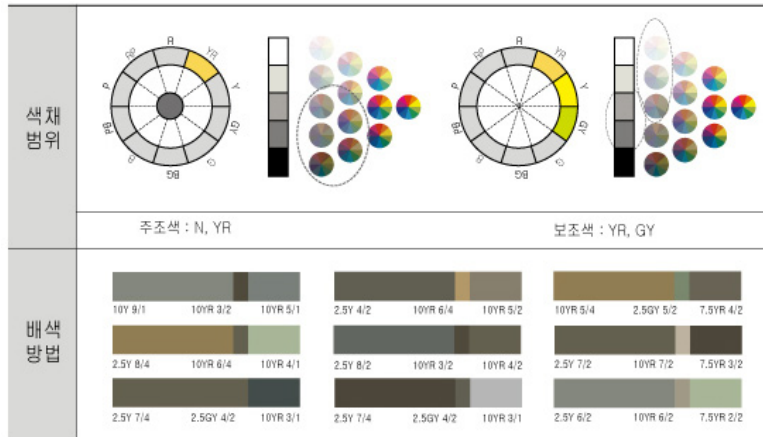 색채
범위
R
YR
Y
GY
G
BG
B
PB
P
RP
R
YR
Y
GY
G
BG
B
PB
P
RP
주조색 : N, YR
보조색 : YR, GY
배색
방법
10Y 9/1 10YR 3/2 10YR 5/1
2.5Y 4/2 10YR 6/4 10YR 5/2
10YR 5/4 2.5GY 5/2 7.5YR 4/2
2.5Y 8/4 10YR 6/4 10YR 4/1
2.5Y 8/2 10YR 3/2 10YR 4/2
2.5Y 7/2 10YR 7/2 7.5YR 3/2
2.5Y 7/4 2.5GY 4/2 10YR 3/1
2.5Y 7/4 2.5GY 4/2 10YR 3/1
2.5Y 6/2 10YR 6/2 7.5YR 2/2